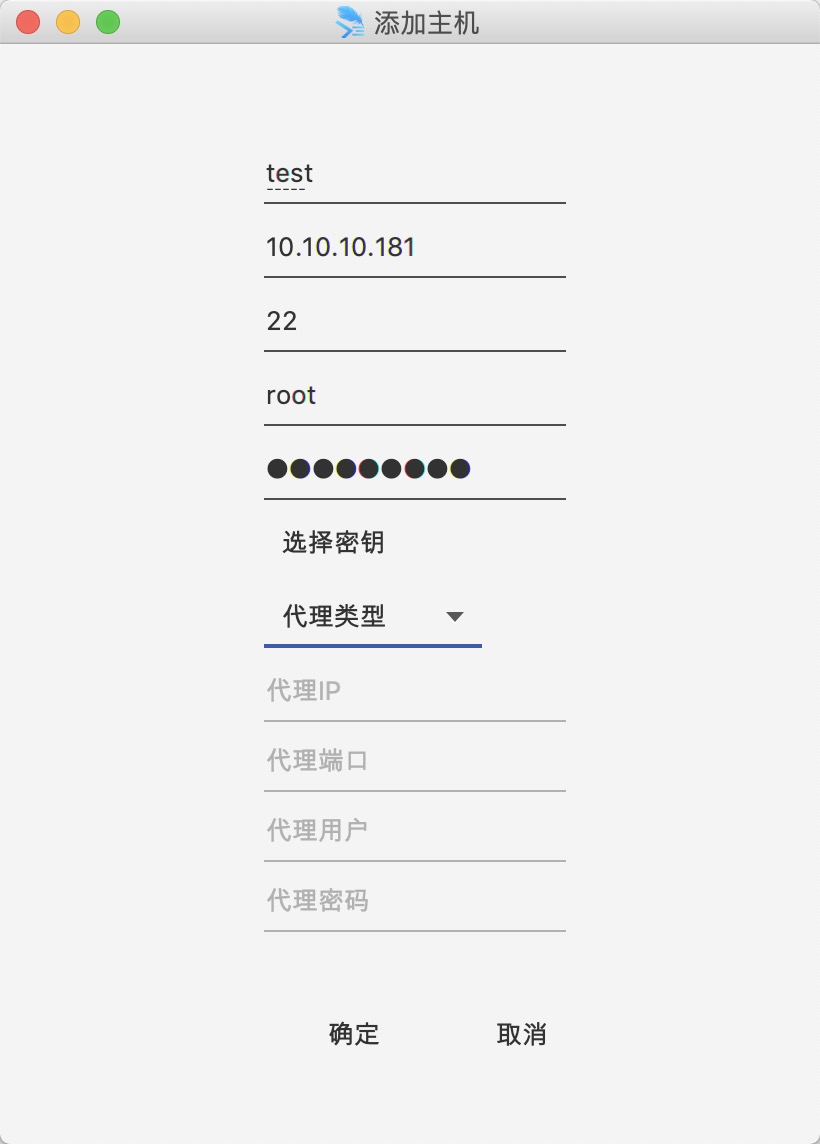 添加主机
test
10.10.10.181
22
root
●●●●●●●●●
选择密钥
代理类型
代理IP
代理端口
代理用户
代理密码
确定 取消